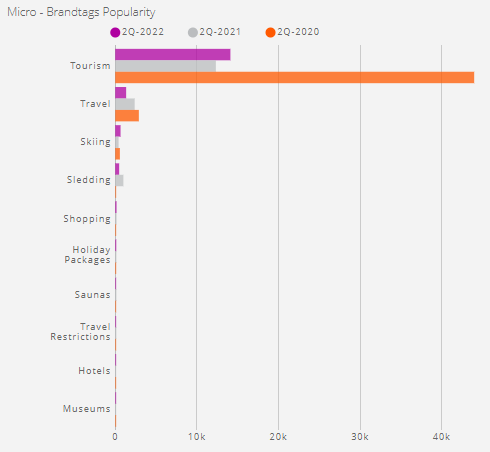 Micro - Brandtags Popularity
2Q-2022 2Q-2021 2Q-2020
Tourism
Travel
Skiing
Sledding
Shopping
Holiday
Packages
Saunas
Travel
Restrictions
Hotels
Museums
0 10k 20k 30k 40k